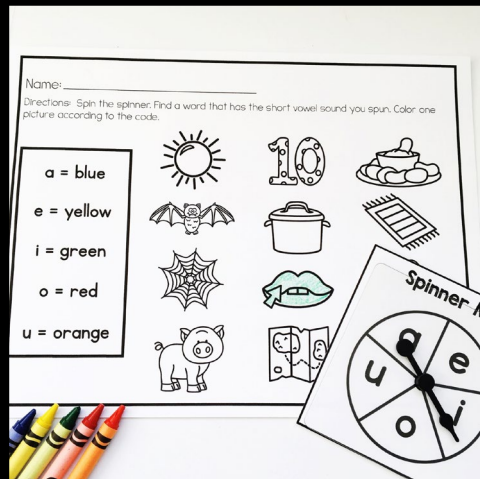 Name:
Directions: Spin the spinner. Find a word that has the short vowel sound you spun. Color one
picture according to the code.
a = blue
e = yellow
i = green
o = red
u = orange
10
Spinner
a
e
i
o
u